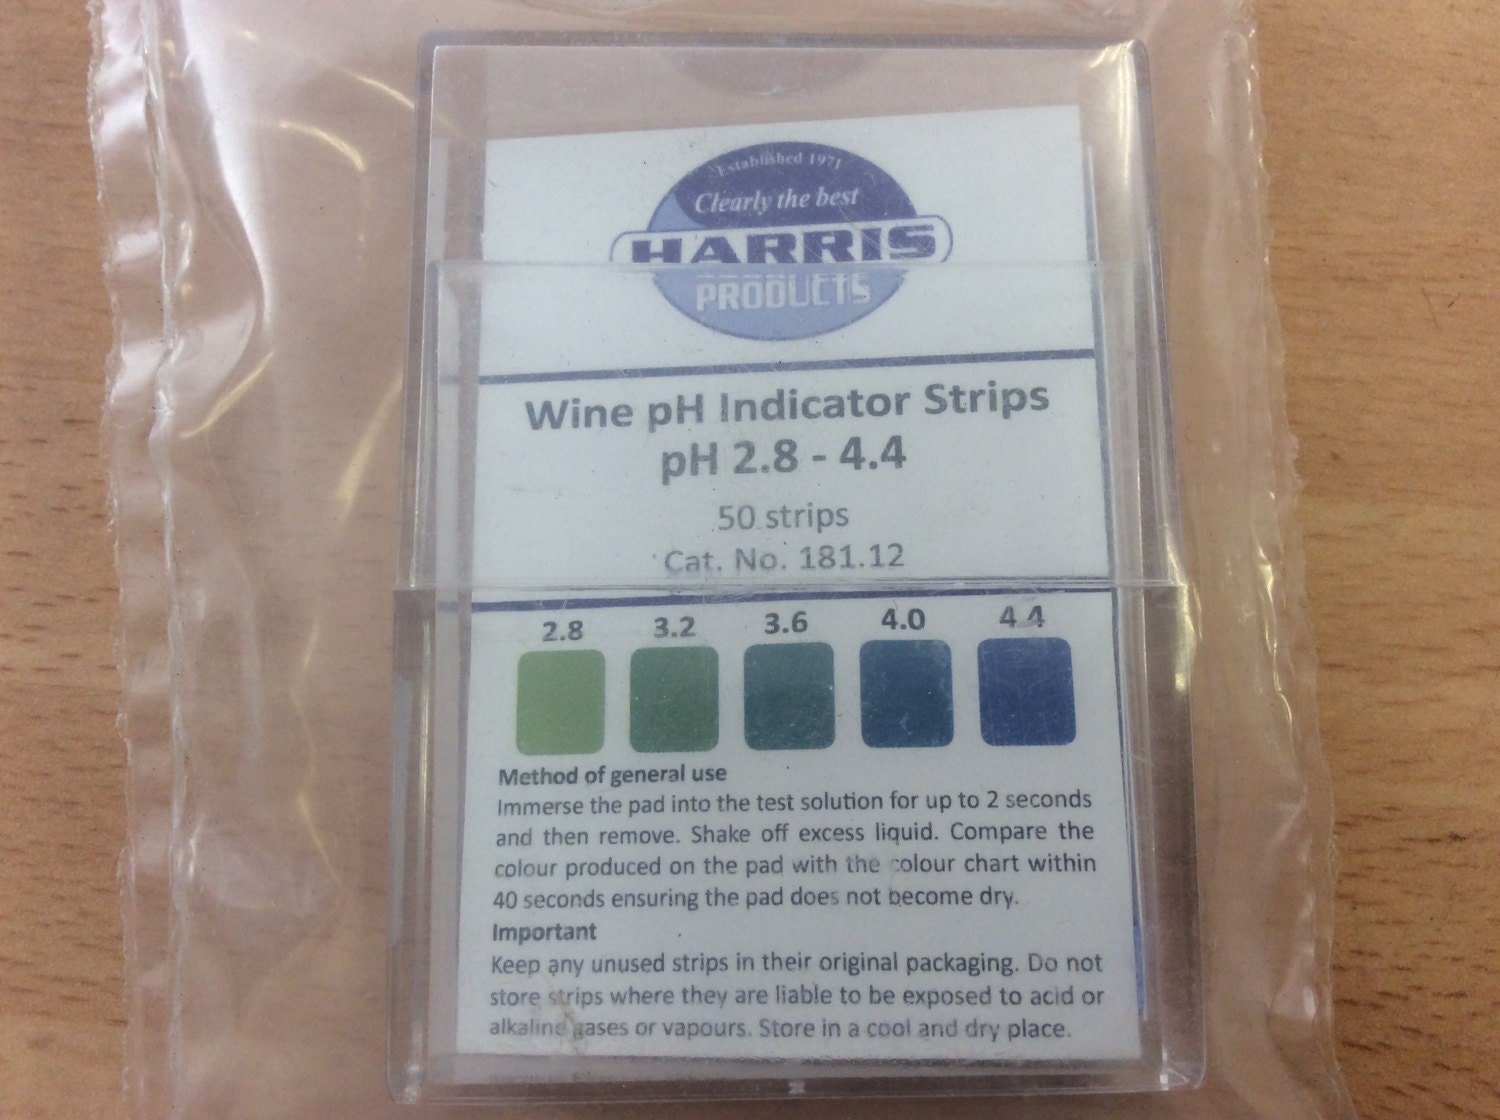 Established 1971
Clearly the best
HARRIS
PRODUCTS
Wine pH Indicator Strips
pH 2.8 - 4.4
50 strips
Cat. No. 181.12
2.8 3.2 3.6 4.0 4.4
Method of general use
Immerse the pad into the test solution for up to 2 seconds
and then remove. Shake off excess liquid. Compare the
colour produced on the pad with the colour chart within
40 seconds ensuring the pad does not become dry.
Important
Keep any unused strips in their original packaging. Do not
store strips where they are liable to be exposed to acid or
alkaline gases or vapours. Store in a cool and dry place.